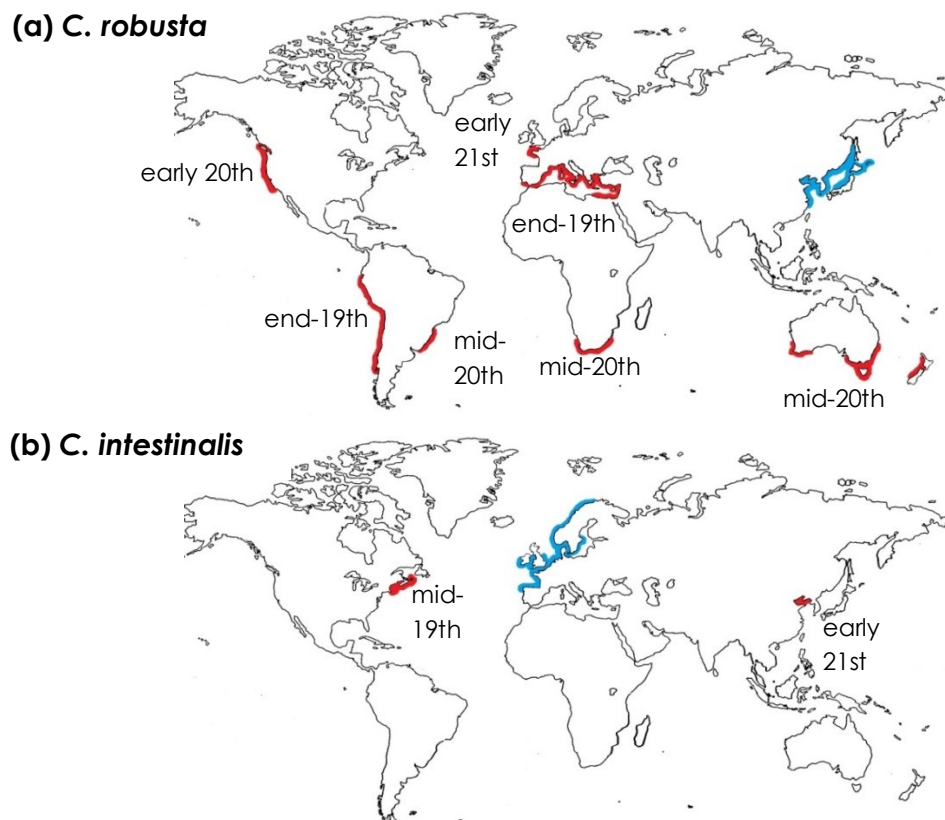 (a) C. robusta
early
21st
early 20th
end-19th
end-19th
mid-
20th
mid-20th
mid-20th
(b) C. intestinalis
mid-
19th
early
21st